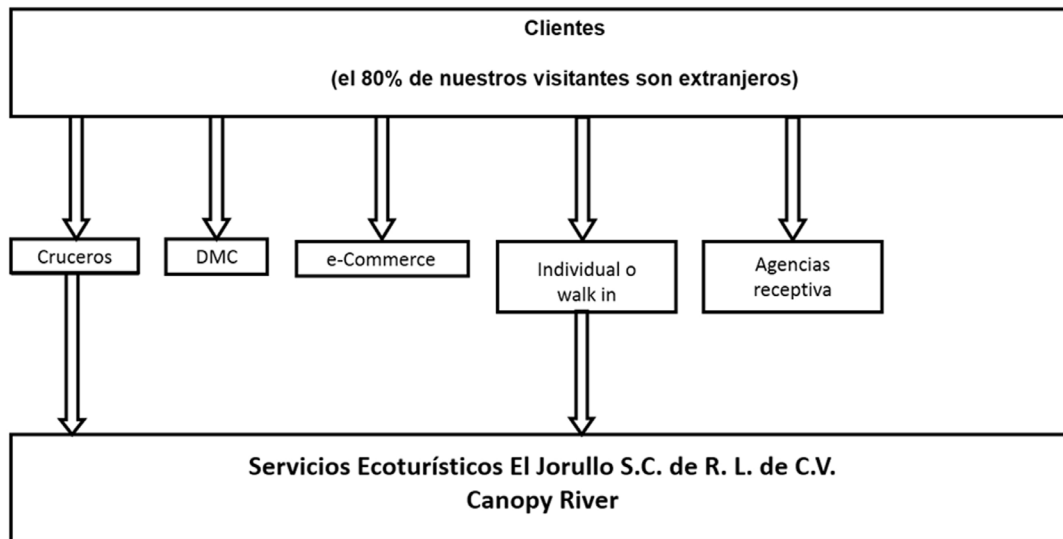 Clientes
(el 80% de nuestros visitantes son extranjeros)
Cruceros
DMC
e-Commerce
Individual o
walk in
Agencias
receptiva
Servicios Ecoturísticos El Jorullo S.C. de R. L. de C.V.
Canopy River